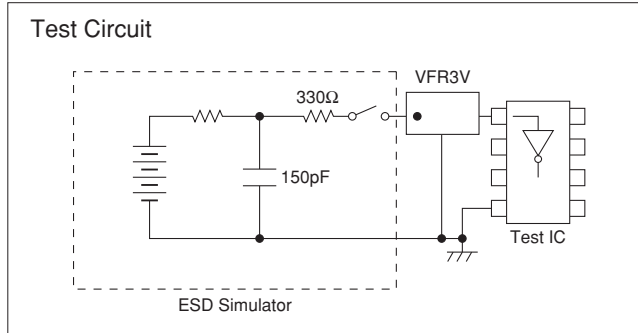 Test Circuit
330Ω
VFR3V
150pF
Test IC
ESD Simulator